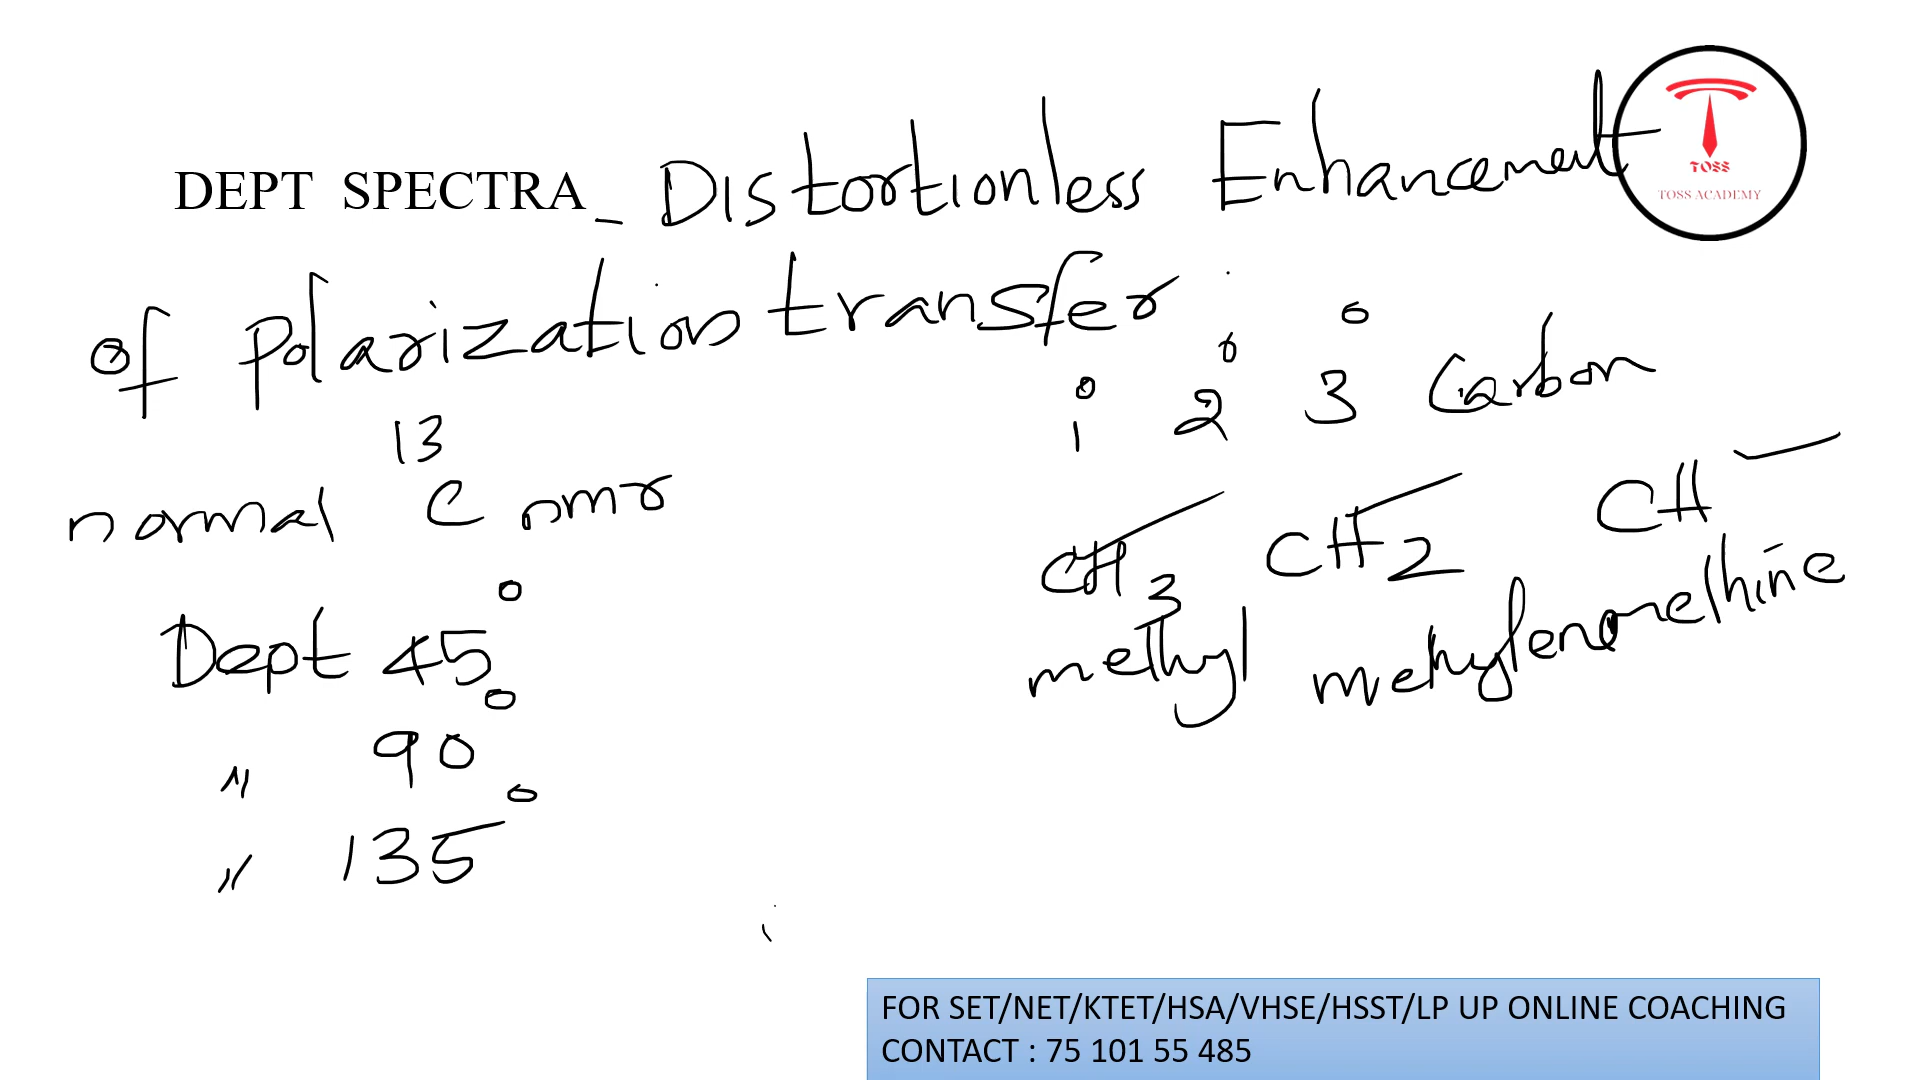 DEPT SPECTRA - Distortionless Enhancement
TOSS
TOSS ACADEMY
of polarization transfer
1° 2° 3° Carbon
13
normal C nmr
CH3 CH2 CH
methyl methylene methine
Dept 45°
" 90°
" 135°
FOR SET/NET/KTET/HSA/VHSE/HSST/LP UP ONLINE COACHING
CONTACT : 75 101 55 485